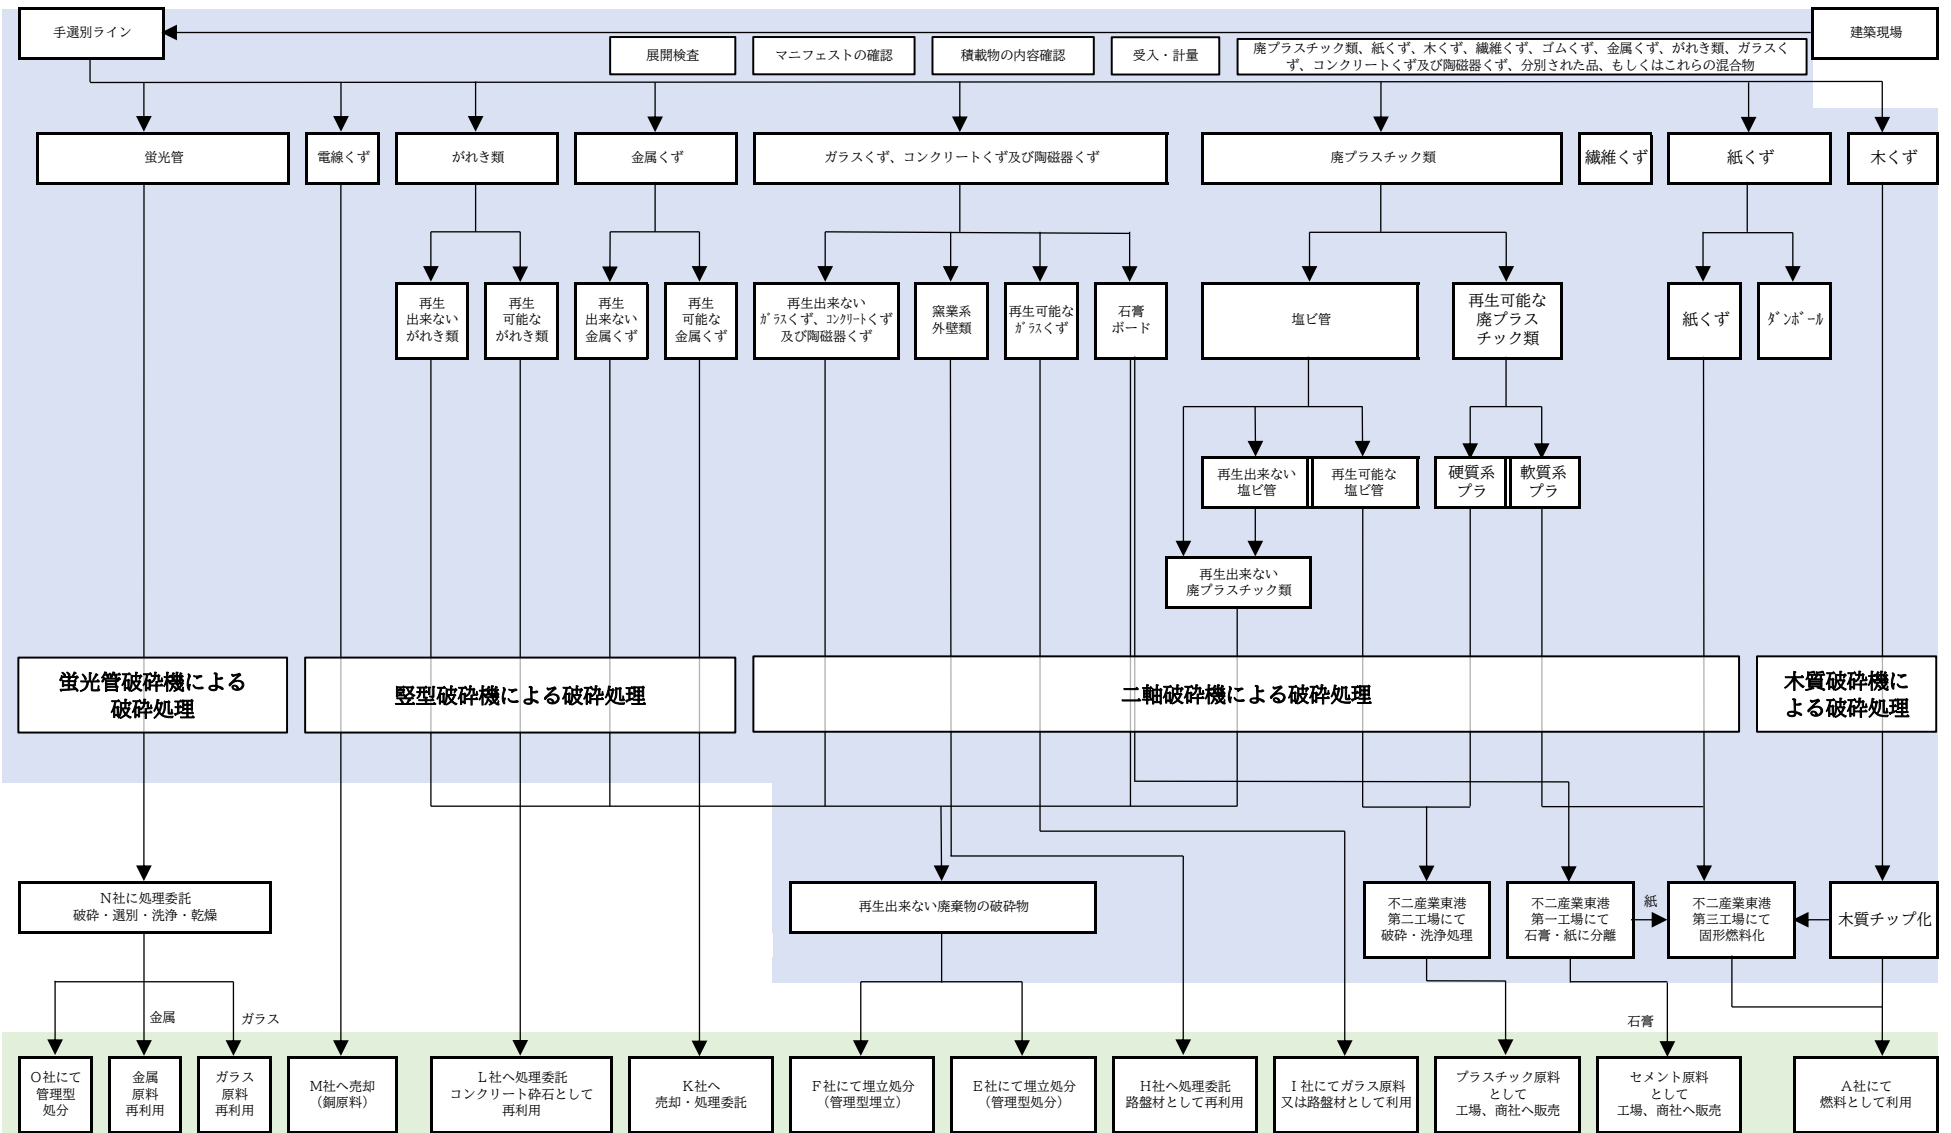 手選別ライン
建築現場
展開検査
マニフェストの確認
積載物の内容確認
受入・計量
廃プラスチック類、紙くず、木くず、繊維くず、ゴムくず、金属くず、がれき類、ガラスく
ず、コンクリートくず及び陶磁器くず、分別された品、もしくはこれらの混合物
蛍光管
電線くず
がれき類
金属くず
ガラスくず、コンクリートくず及び陶磁器くず
廃プラスチック類
繊維くず
紙くず
木くず
再生
出来ない
がれき類
再生
可能な
がれき類
再生
出来ない
金属くず
再生
可能な
金属くず
再生出来ない
ｶﾞﾗｽくず、ｺﾝｸﾘｰﾄくず
及び陶磁器くず
窯業系
外壁類
再生可能な
ｶﾞﾗｽくず
石膏
ボード
塩ビ管
再生可能な
廃プラス
チック類
紙くず
ﾀﾞﾝﾎﾞｰﾙ
再生出来ない
塩ビ管
再生可能な
塩ビ管
硬質系
プラ
軟質系
プラ
再生出来ない
廃プラスチック類
蛍光管破砕機による
破砕処理
竪型破砕機による破砕処理
二軸破砕機による破砕処理
木質破砕機に
よる破砕処理
N社に処理委託
破砕・選別・洗浄・乾燥
再生出来ない廃棄物の破砕物
不二産業東港
第二工場にて
破砕・洗浄処理
不二産業東港
第一工場にて
石膏・紙に分離
紙
不二産業東港
第三工場にて
固形燃料化
木質チップ化
金属
ガラス
石膏
O社にて
管理型
処分
金属
原料
再利用
ガラス
原料
再利用
M社へ売却
（銅原料）
L社へ処理委託
コンクリート砕石として
再利用
K社へ
売却・処理委託
F社にて埋立処分
（管理型埋立）
E社にて埋立処分
（管理型処分）
H社へ処理委託
路盤材として再利用
I社にてガラス原料
又は路盤材として利用
プラスチック原料
として
工場、商社へ販売
セメント原料
として
工場、商社へ販売
A社にて
燃料として利用